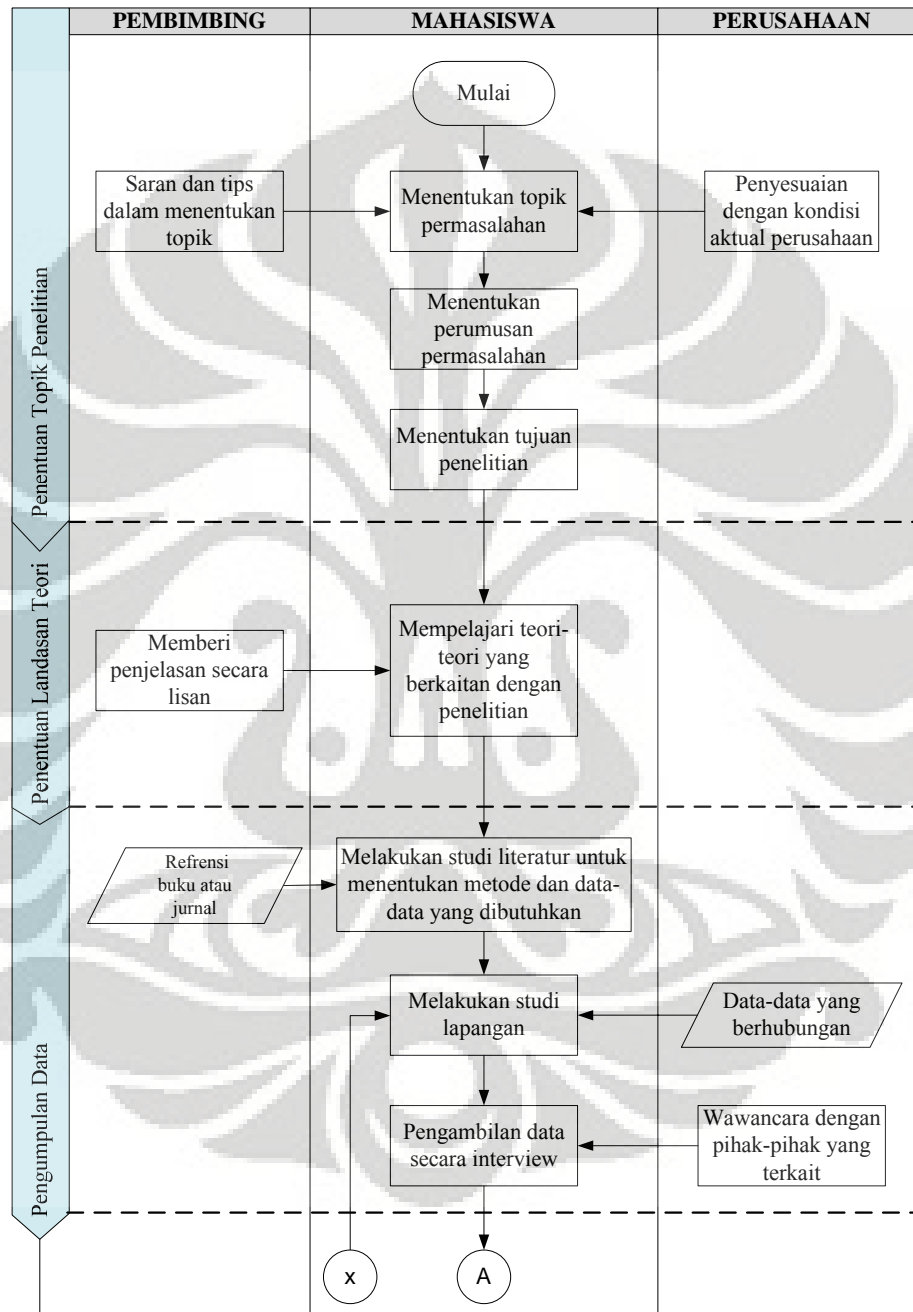 PEMBIMBING
MAHASISWA
PERUSAHAAN
Penentuan Topik Penelitian
Mulai
Saran dan tips
dalam menentukan
topik
Menentukan topik
permasalahan
Penyesuaian
dengan kondisi
aktual perusahaan
Menentukan
perumusan
permasalahan
Menentukan tujuan
penelitian
Penentuan Landasan Teori
Memberi
penjelasan secara
lisan
Mempelajari teori-
teori yang
berkaitan dengan
penelitian
Pengumpulan Data
Refrensi
buku atau
jurnal
Melakukan studi literatur untuk
menentukan metode dan data-
data yang dibutuhkan
Melakukan studi
lapangan
Data-data yang
berhubungan
Pengambilan data
secara interview
Wawancara dengan
pihak-pihak yang
terkait
x
A